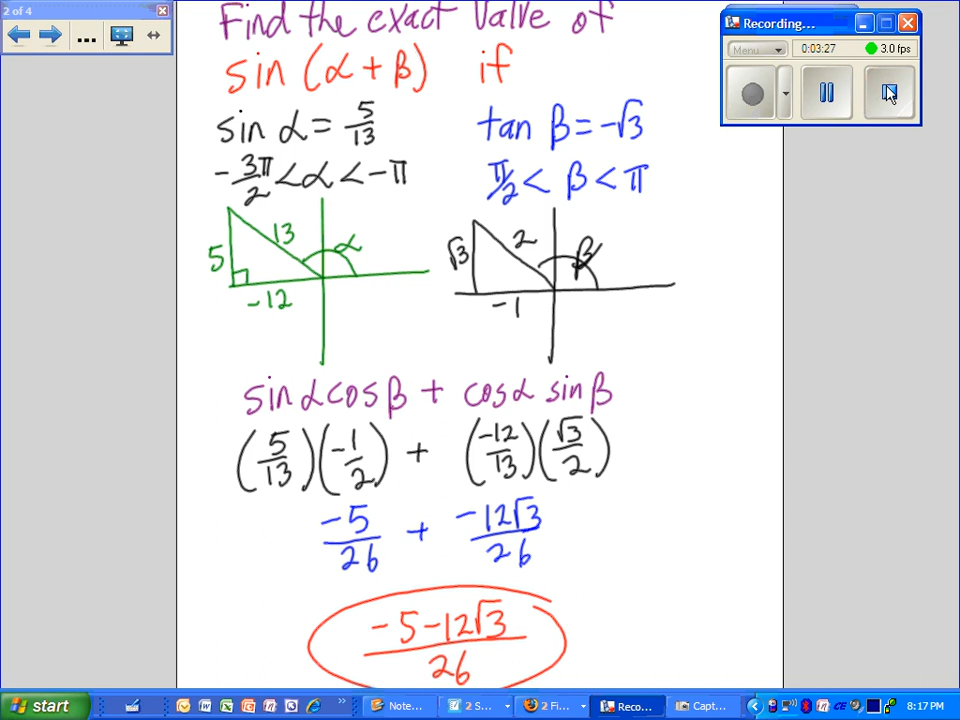 2 of 4
Find the exact value of
sin (α + β) if
sin α = 5/13
tan β = -√3
-3π/2 < α < -π
π/2 < β < π
5
13
α
-12
√3
2
β
-1
sin α cos β + cos α sin β
(5/13)(-1/2) + (-12/13)(√3/2)
-5/26 + -12√3/26
-5-12√3/26
Recording...
Menu
0:03:27
3.0 fps
start
Note...
2 S...
2 Fi...
Reco...
Capt...
8:17 PM